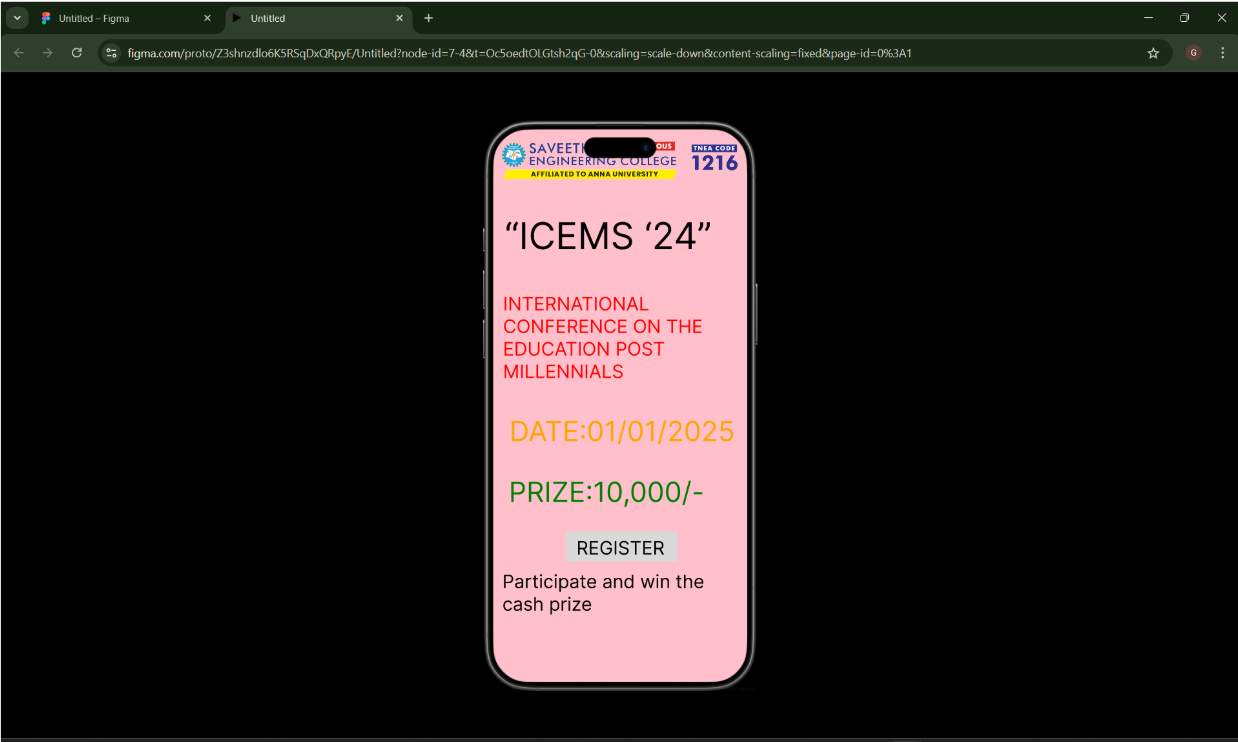 Untitled – Figma
Untitled
figma.com/proto/Z3shnzdlo6K5RSqDxQRpyE/Untitled?node-id=7-4&t=Oc5oedtOLGtsh2qG-0&scaling=scale-down&content-scaling=fixed&page-id=0%3A1
G
SAVEETH OUS
ENGINEERING COLLEGE
AFFILIATED TO ANNA UNIVERSITY
TNEA CODE
1216
“ICEMS ‘24”
INTERNATIONAL
CONFERENCE ON THE
EDUCATION POST
MILLENNIALS
DATE:01/01/2025
PRIZE:10,000/-
REGISTER
Participate and win the
cash prize